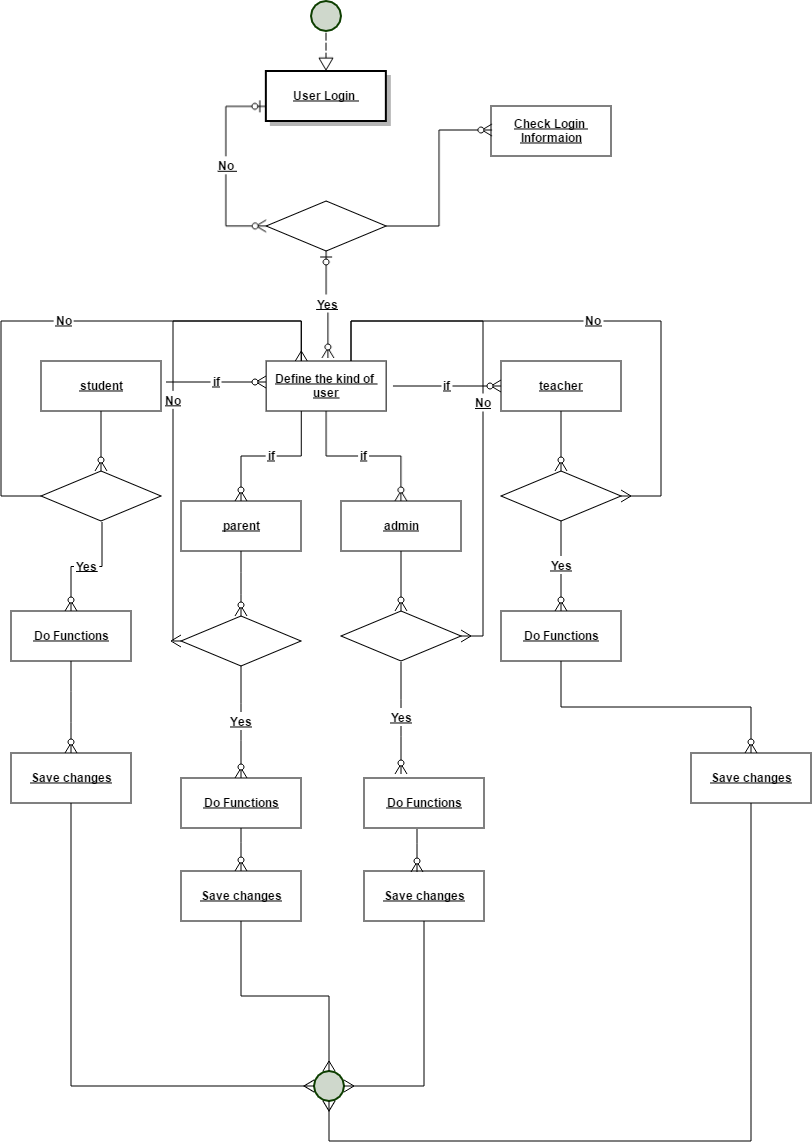 User Login
Check Login
Informaion
No
Yes
No
No
student
if
Define the kind of
user
if
teacher
No
No
if
if
parent
admin
Yes
Yes
Do Functions
Do Functions
Yes
Yes
Save changes
Do Functions
Do Functions
Save changes
Save changes
Save changes